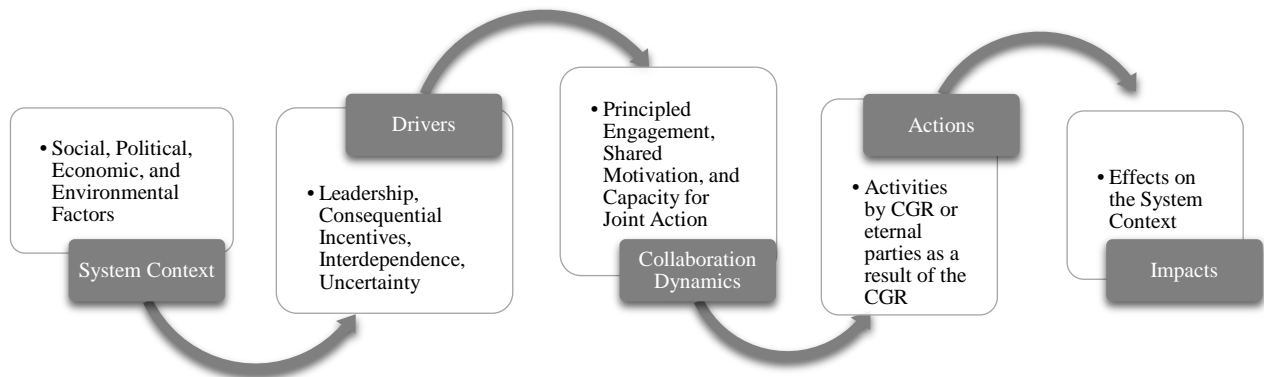 • Social, Political,
Economic, and
Environmental
Factors
System Context
Drivers
• Leadership,
Consequential
Incentives,
Interdependence,
Uncertainty
• Principled
Engagement,
Shared
Motivation, and
Capacity for
Joint Action
Collaboration
Dynamics
Actions
• Activities
by CGR or
eternal
parties as a
result of the
CGR
• Effects on
the System
Context
Impacts